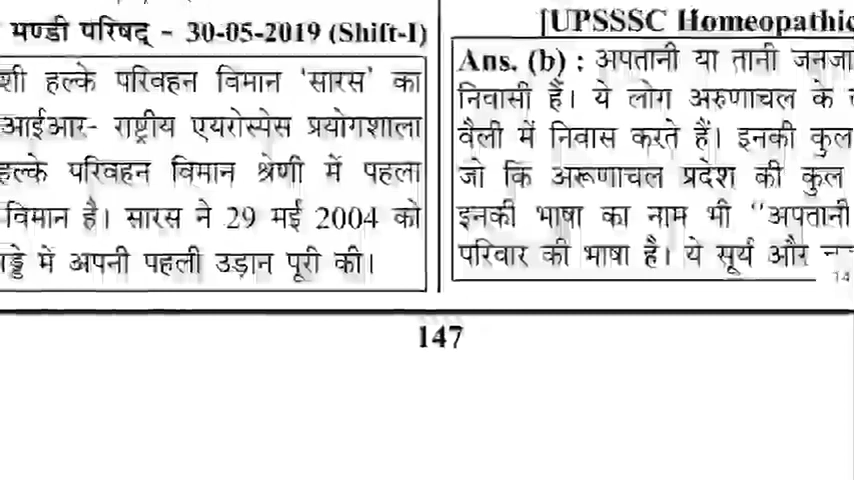 मण्डी परिषद् – 30-05-2019 (Shift-I)
शी हल्के परिवहन विमान 'सारस' का
आईआर- राष्ट्रीय एयरोस्पेस प्रयोगशाला
हल्के परिवहन विमान श्रेणी में पहला
विमान है। सारस ने 29 मई 2004 को
ड्डे में अपनी पहली उड़ान पूरी की।
[UPSSSC Homeopathic
Ans. (b) : अपतानी या तानी जनजा
निवासी हैं। ये लोग अरुणाचल के
वैली में निवास करते हैं। इनकी कुल
जो कि अरूणाचल प्रदेश की कुल
इनकी भाषा का नाम भी "अपतानी
परिवार की भाषा है। ये सूर्य और
14
147